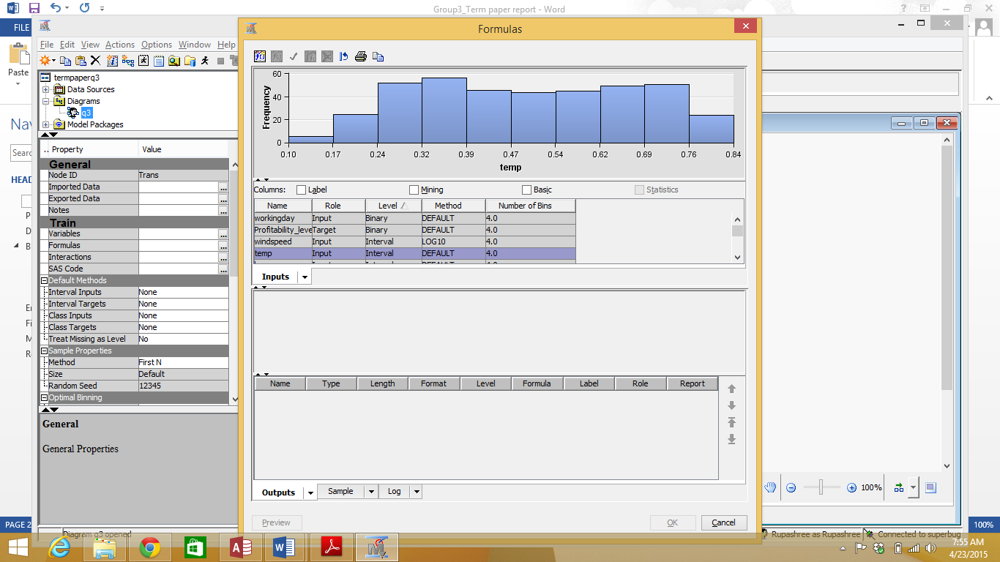 Group3_Term paper report - Word
FILE
Paste
Nav
Searc
HEAD
PAGE 2
100%
File Edit View Actions Options Window Help
termpaperq3
Data Sources
Diagrams
q3
Model Packages
.. Property Value
General
Node ID Trans
Imported Data ...
Exported Data ...
Notes ...
Train
Variables ...
Formulas ...
Interactions ...
SAS Code ...
Default Methods
Interval Inputs None
Interval Targets None
Class Inputs None
Class Targets None
Treat Missing as Level No
Sample Properties
Method First N
Size Default
Random Seed 12345
Optimal Binning
General
General Properties
Diagram q3 opened
Formulas
Frequency
60
40
20
0
0.10 0.17 0.24 0.32 0.39 0.47 0.54 0.62 0.69 0.76 0.84
temp
Columns: Label Mining Basic Statistics
Name Role Level Method Number of Bins
workingday Input Binary DEFAULT 4.0
Profitability_leve Target Binary DEFAULT 4.0
windspeed Input Interval LOG10 4.0
temp Input Interval DEFAULT 4.0
Inputs
Name Type Length Format Level Formula Label Role Report
Outputs Sample Log
Preview OK Cancel
100%
Rupashree as Rupashree Connected to superbug
7:55 AM
4/23/2015